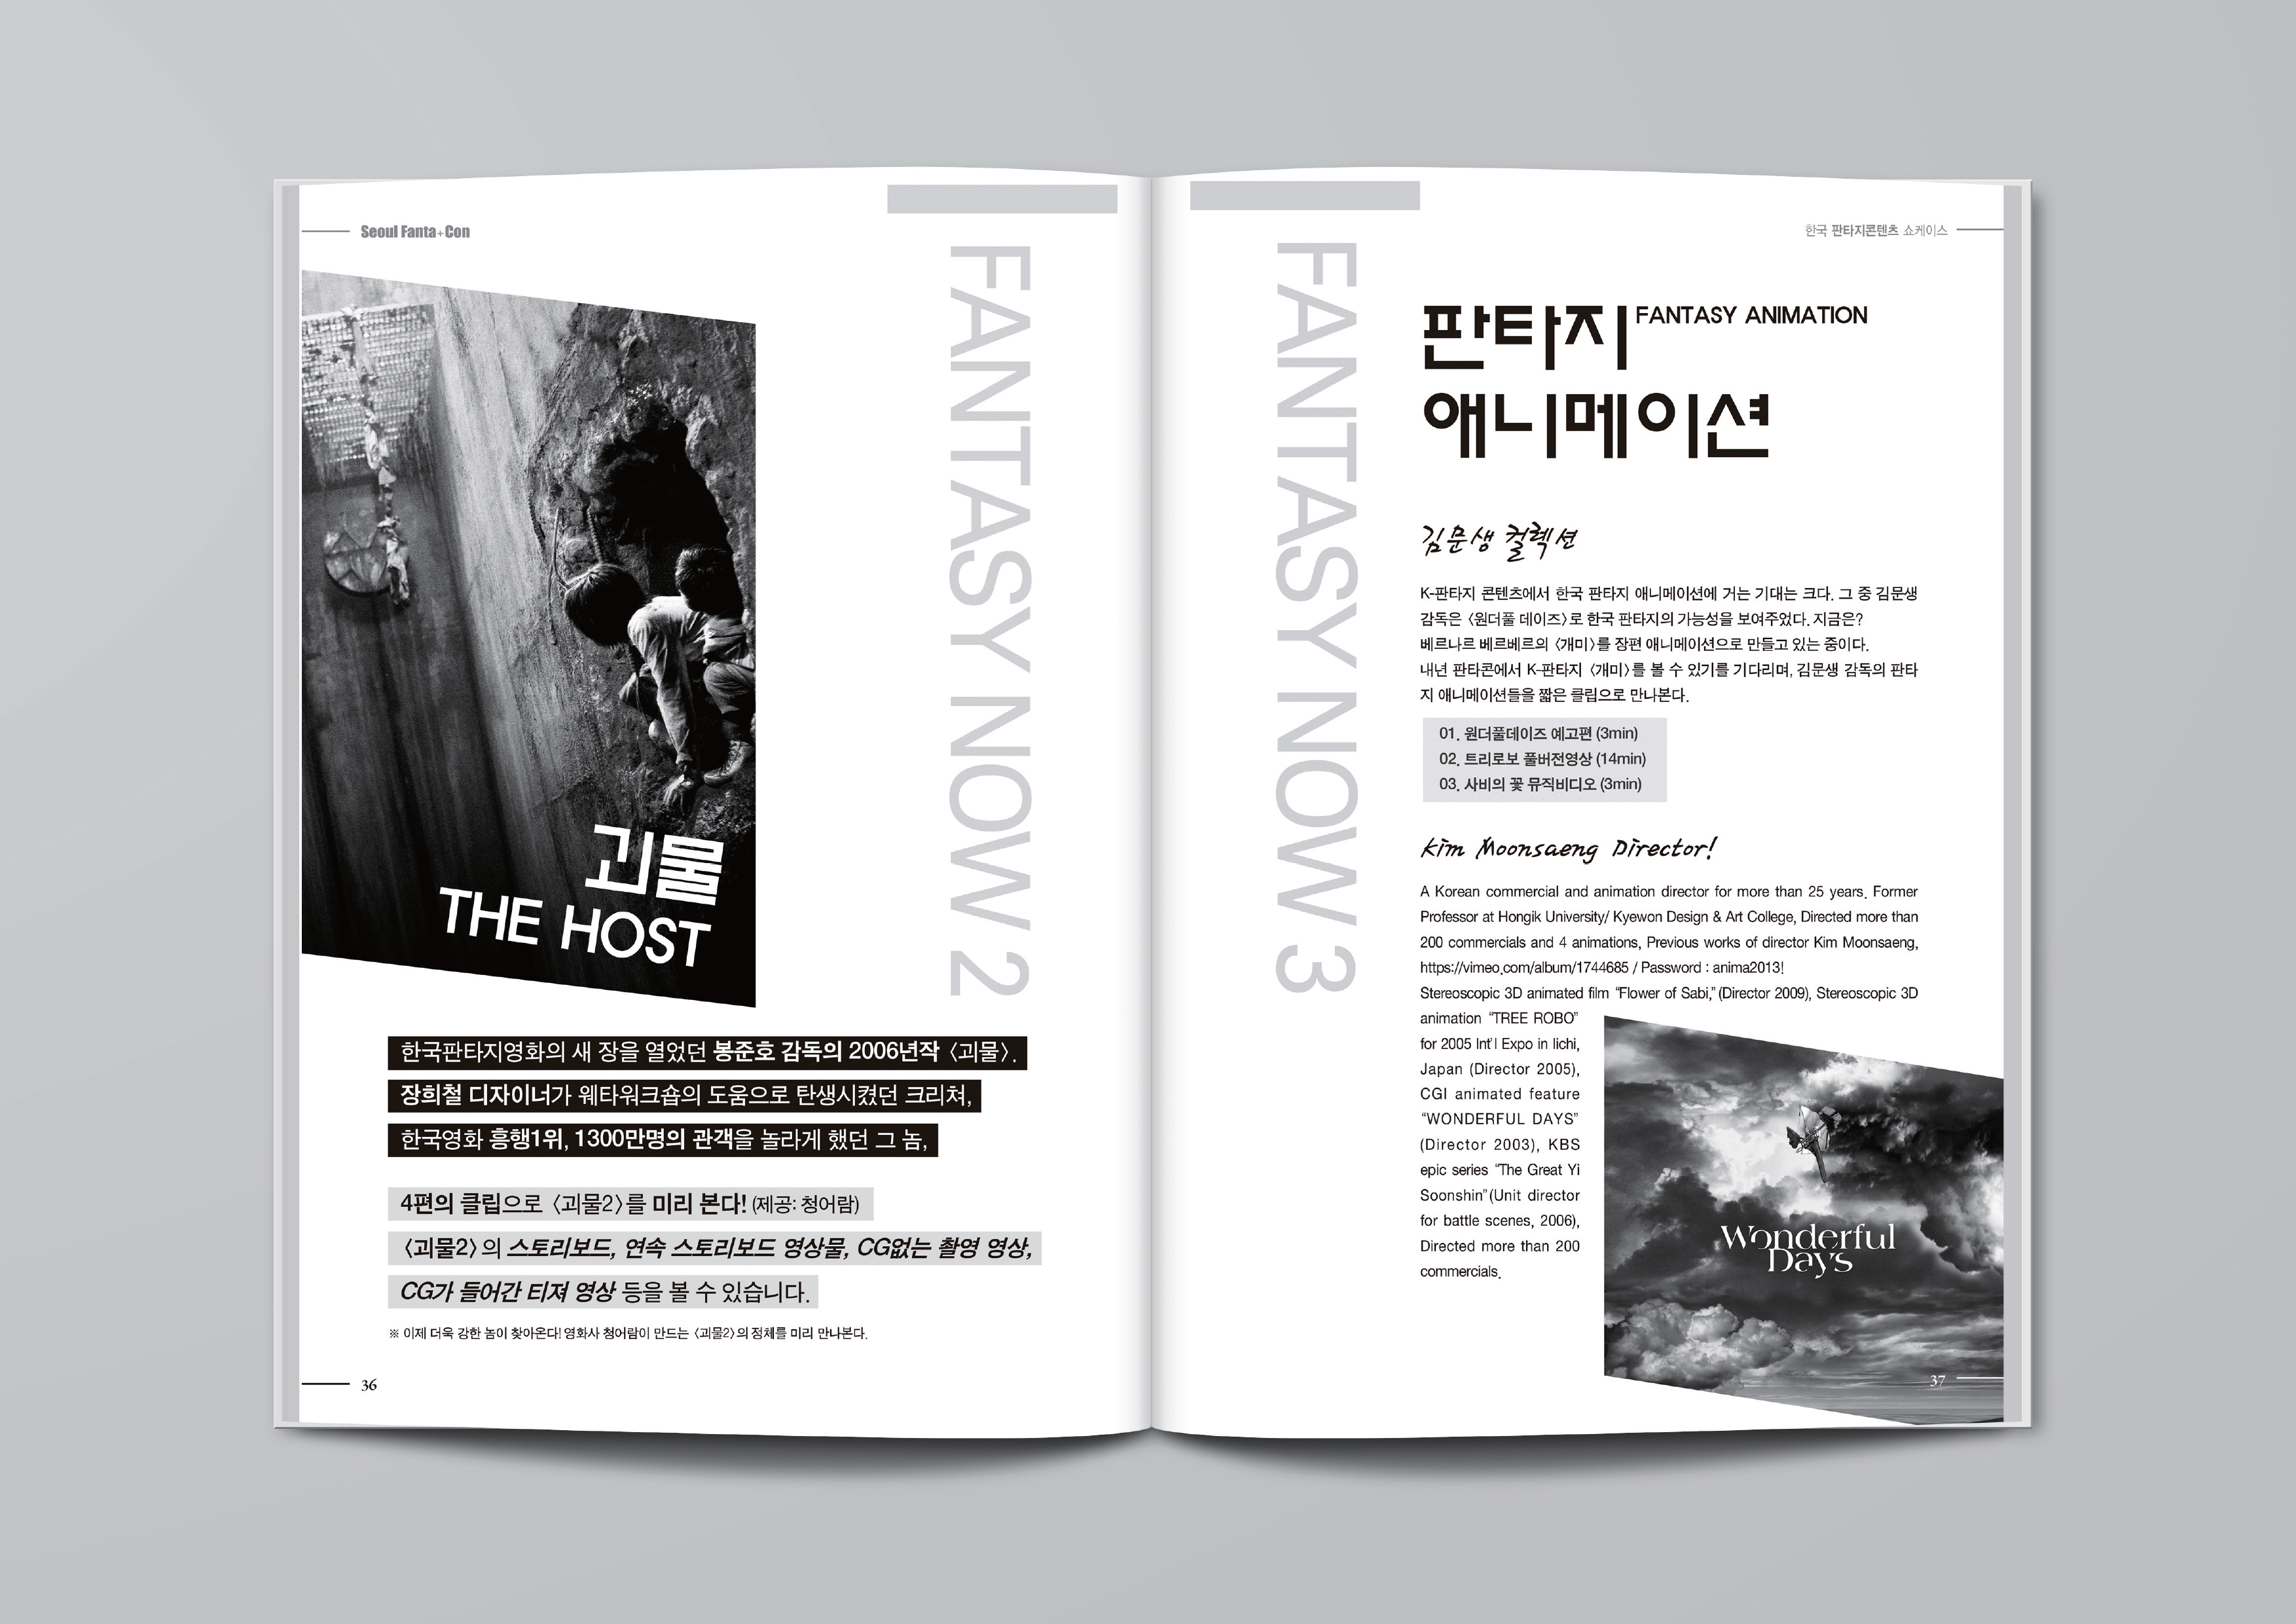 Seoul Fanta+Con
FANTASY NOW 2
괴물
THE HOST
한국판타지영화의 새 장을 열었던 봉준호 감독의 2006년작 〈괴물〉.
장희철 디자이너가 웨타워크숍의 도움으로 탄생시켰던 크리쳐,
한국영화 흥행1위, 1300만명의 관객을 놀라게 했던 그 놈,
4편의 클립으로 〈괴물2〉를 미리 본다! (제공: 청어람)
〈괴물2〉의 스토리보드, 연속 스토리보드 영상물, CG없는 촬영 영상,
CG가 들어간 티져 영상 등을 볼 수 있습니다.
※ 이제 더욱 강한 놈이 찾아온다! 영화사 청어람이 만드는 〈괴물2〉의 정체를 미리 만나본다.
36
한국 판타지콘텐츠 쇼케이스
FANTASY NOW 3
판타지 FANTASY ANIMATION
애니메이션
김문생 컬렉션
K-판타지 콘텐츠에서 한국 판타지 애니메이션에 거는 기대는 크다. 그 중 김문생
감독은 〈원더풀 데이즈〉로 한국 판타지의 가능성을 보여주었다. 지금은?
베르나르 베르베르의 〈개미〉를 장편 애니메이션으로 만들고 있는 중이다.
내년 판타콘에서 K-판타지 〈개미〉를 볼 수 있기를 기다리며, 김문생 감독의 판타
지 애니메이션들을 짧은 클립으로 만나본다.
01. 원더풀데이즈 예고편 (3min)
02. 트리로보 풀버전영상 (14min)
03. 사비의 꽃 뮤직비디오 (3min)
Kim Moonsaeng Director!
A Korean commercial and animation director for more than 25 years. Former
Professor at Hongik University/ Kyewon Design & Art College, Directed more than
200 commercials and 4 animations, Previous works of director Kim Moonsaeng,
https://vimeo.com/album/1744685 / Password : anima2013!
Stereoscopic 3D animated film “Flower of Sabi,” (Director 2009), Stereoscopic 3D
animation “TREE ROBO”
for 2005 Int'l Expo in Iichi,
Japan (Director 2005),
CGI animated feature
“WONDERFUL DAYS”
(Director 2003), KBS
epic series “The Great Yi
Soonshin”(Unit director
for battle scenes, 2006),
Directed more than 200
commercials.
Wonderful
Days
37